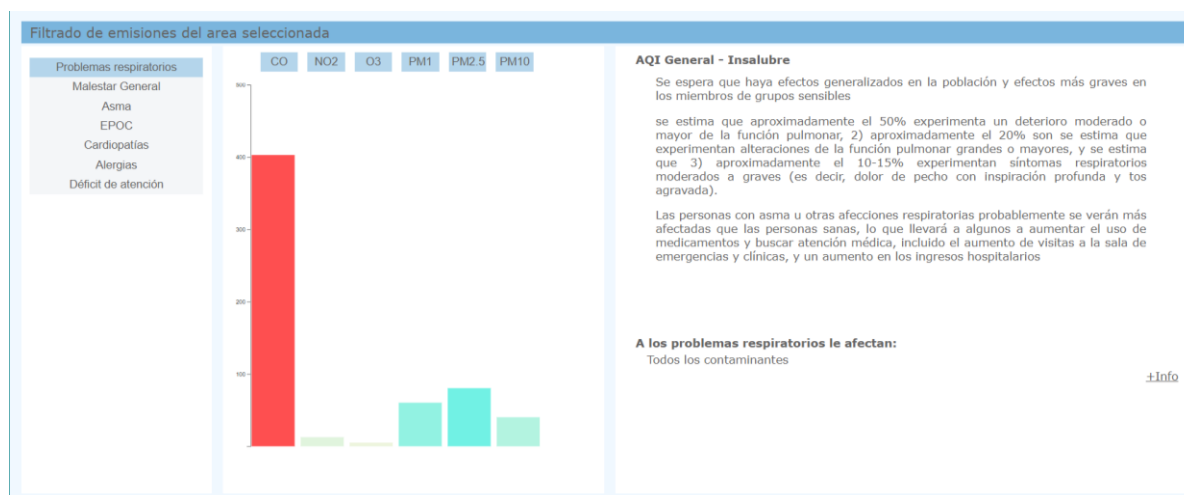 Filtrado de emisiones del area seleccionada
Problemas respiratorios
Malestar General
Asma
EPOC
Cardiopatías
Alergias
Déficit de atención
CO NO2 O3 PM1 PM2.5 PM10
500
400
300
200
100
AQI General - Insalubre
Se espera que haya efectos generalizados en la población y efectos más graves en
los miembros de grupos sensibles
se estima que aproximadamente el 50% experimenta un deterioro moderado o
mayor de la función pulmonar, 2) aproximadamente el 20% son se estima que
experimentan alteraciones de la función pulmonar grandes o mayores, y se estima
que 3) aproximadamente el 10-15% experimentan síntomas respiratorios
moderados a graves (es decir, dolor de pecho con inspiración profunda y tos
agravada).
Las personas con asma u otras afecciones respiratorias probablemente se verán más
afectadas que las personas sanas, lo que llevará a algunos a aumentar el uso de
medicamentos y buscar atención médica, incluido el aumento de visitas a la sala de
emergencias y clínicas, y un aumento en los ingresos hospitalarios
A los problemas respiratorios le afectan:
Todos los contaminantes
+Info